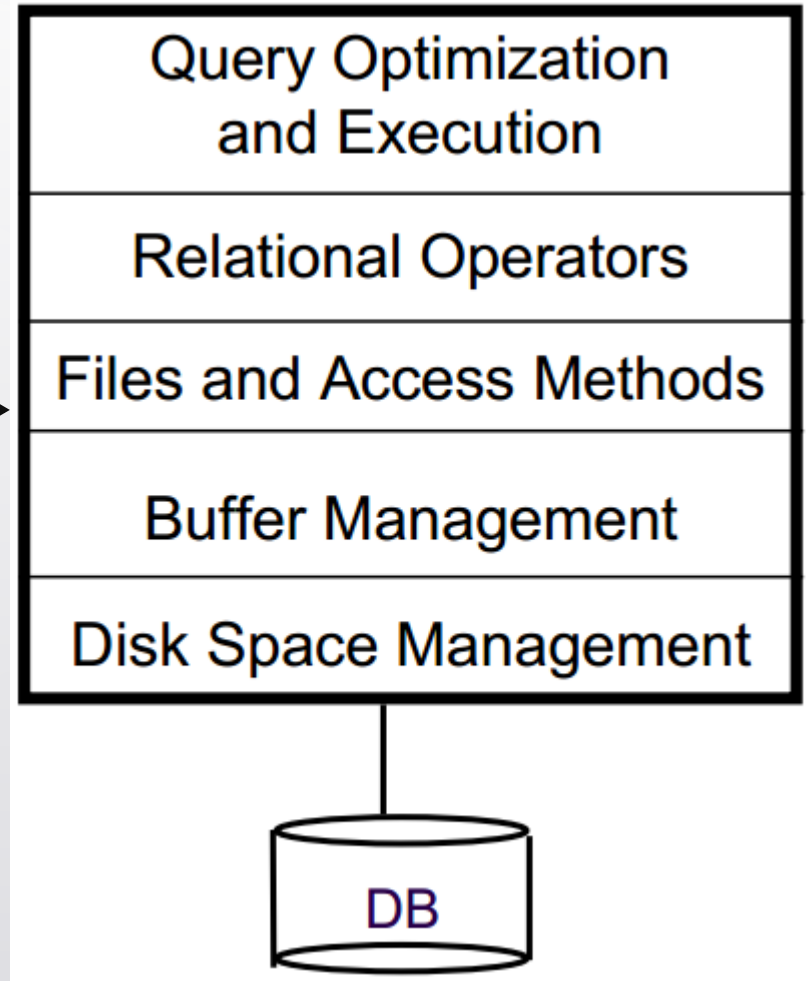 Query Optimization
and Execution
Relational Operators
Files and Access Methods
Buffer Management
Disk Space Management
DB